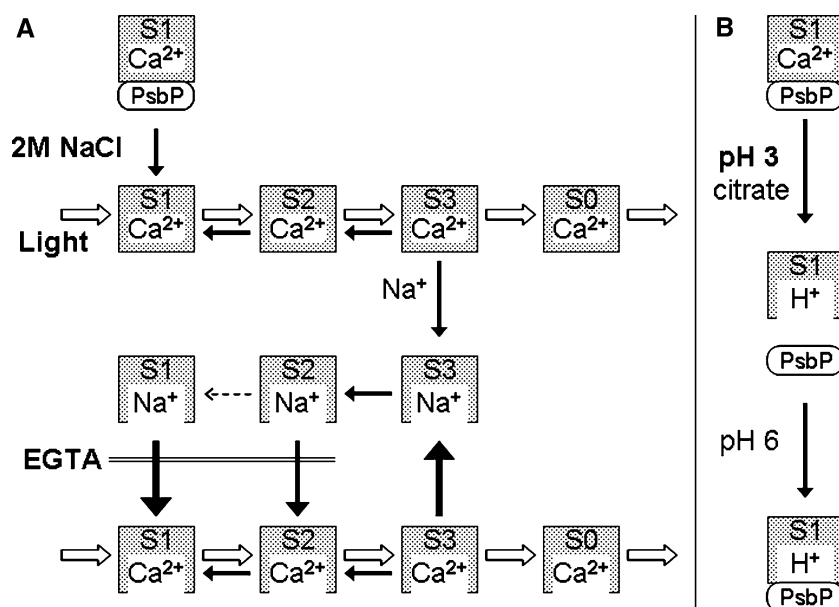 A
S1
Ca2+
PsbP
2M NaCl
S1 S2 S3 S0
Ca2+ Ca2+ Ca2+ Ca2+
Light
Na+
S1 S2 S3
Na+ Na+ Na+
EGTA
S1 S2 S3 S0
Ca2+ Ca2+ Ca2+ Ca2+
B
S1
Ca2+
PsbP
pH 3
citrate
S1
H+
PsbP
pH 6
S1
H+
PsbP